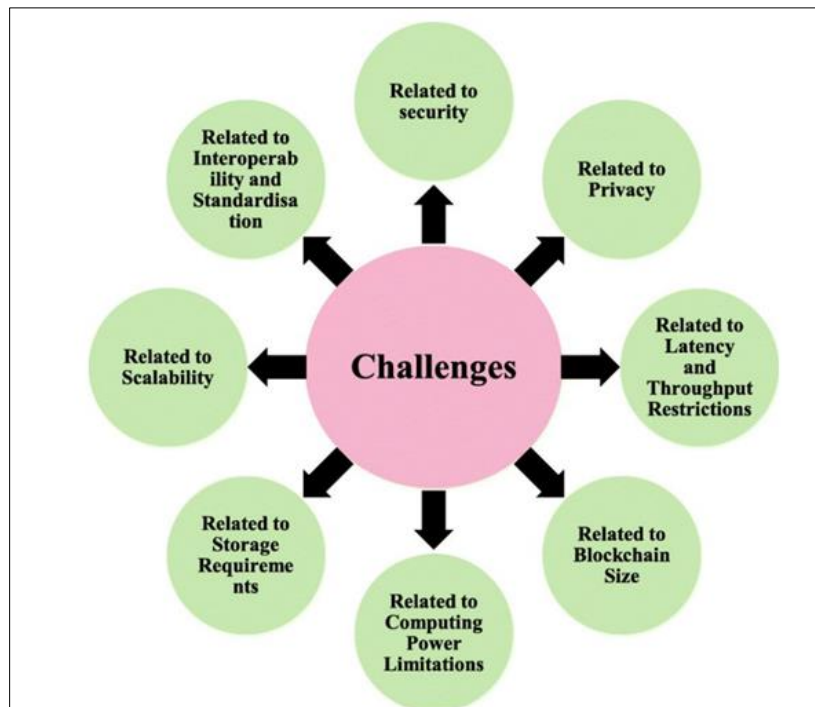 Related to
security
Related to
Privacy
Related to
Latency
and
Throughput
Restrictions
Related to
Blockchain
Size
Related to
Computing
Power
Limitations
Related to
Storage
Requireme
nts
Related to
Scalability
Related to
Interoperab
ility and
Standardisa
tion
Challenges